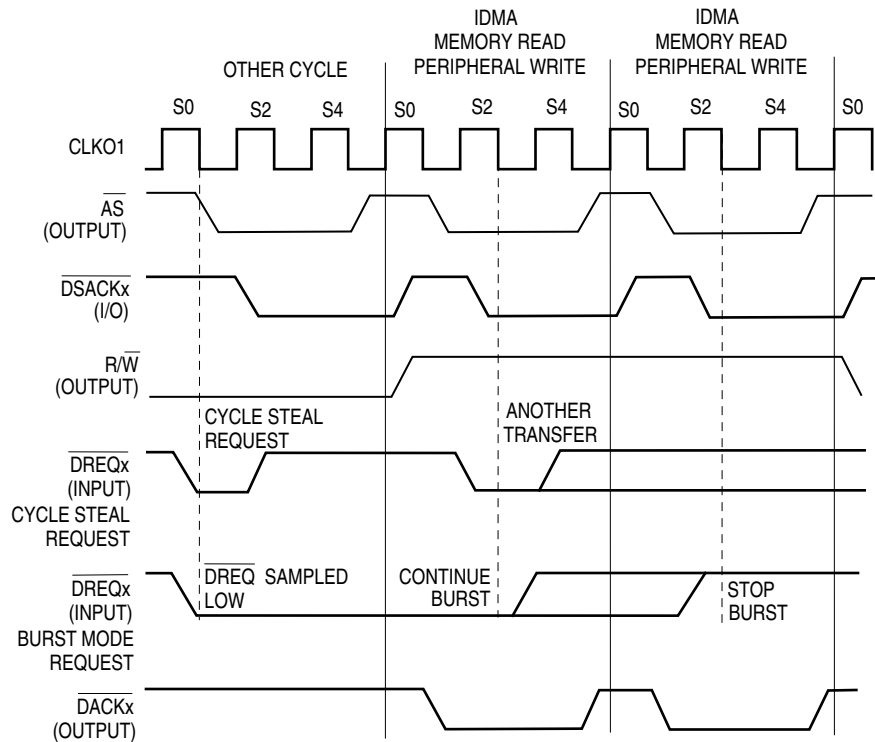 IDMA
MEMORY READ
PERIPHERAL WRITE
IDMA
MEMORY READ
PERIPHERAL WRITE
OTHER CYCLE
S0 S2 S4 S0 S2 S4 S0 S2 S4 S0
CLKO1
AS
(OUTPUT)
DSACKx
(I/O)
R/W
(OUTPUT)
CYCLE STEAL
REQUEST
ANOTHER
TRANSFER
DREQx
(INPUT)
CYCLE STEAL
REQUEST
DREQx
(INPUT)
BURST MODE
REQUEST
DREQ SAMPLED
LOW
CONTINUE
BURST
STOP
BURST
DACKx
(OUTPUT)